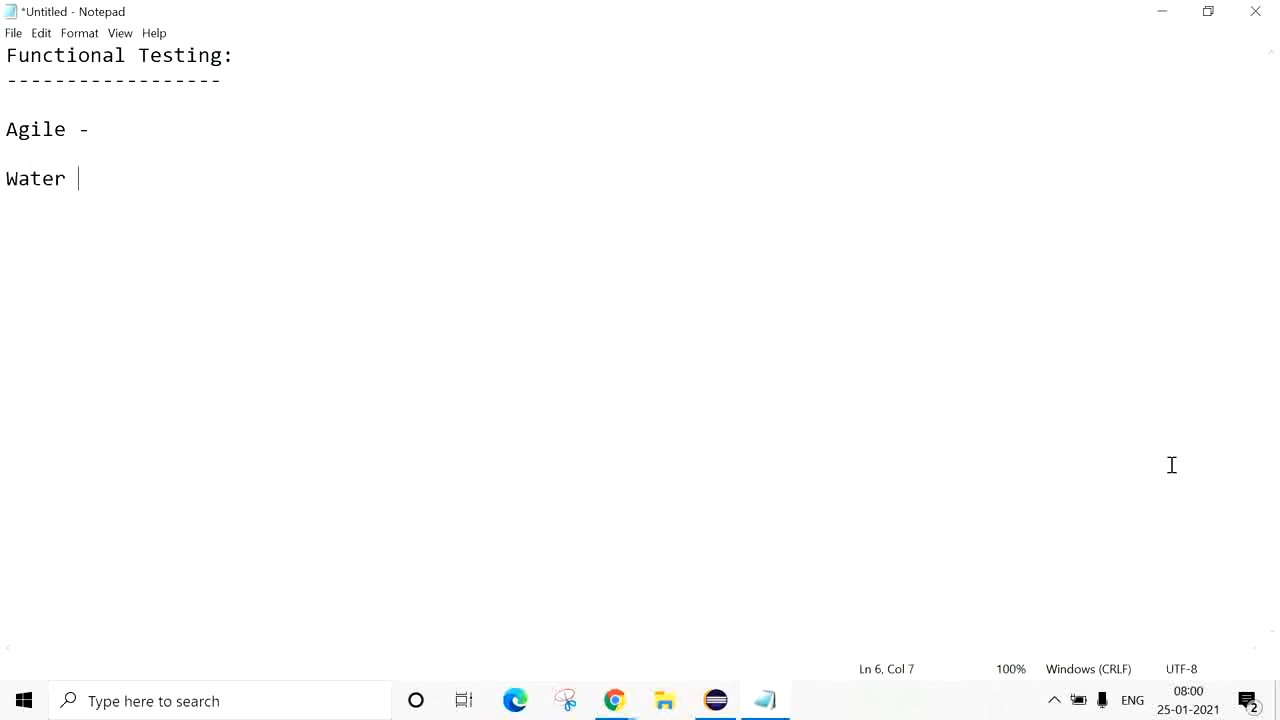 *Untitled - Notepad
File Edit Format View Help
Functional Testing:
------------------
Agile -
Water
Ln 6, Col 7 100% Windows (CRLF) UTF-8
Type here to search
ENG
08:00
25-01-2021
2